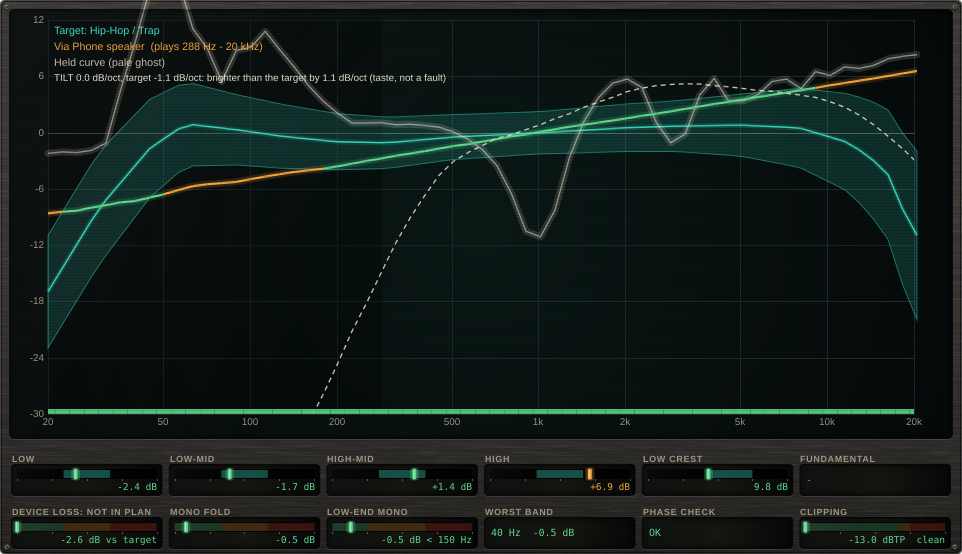 12
Target: Hip-Hop / Trap
Via Phone speaker (plays 288 Hz - 20 kHz)
Held curve (pale ghost)
TILT 0.0 dB/oct, target -1.1 dB/oct: brighter than the target by 1.1 dB/oct (taste, not a fault)
6
0
-6
-12
-18
-24
-30
20 50 100 200 500 1k 2k 5k 10k 20k
LOW LOW-MID HIGH-MID HIGH LOW CREST FUNDAMENTAL
-2.4 dB -1.7 dB +1.4 dB +6.9 dB 9.8 dB -
DEVICE LOSS: NOT IN PLAN MONO FOLD LOW-END MONO WORST BAND PHASE CHECK CLIPPING
-2.6 dB vs target -0.5 dB -0.5 dB < 150 Hz 40 Hz -0.5 dB OK -13.0 dBTP clean